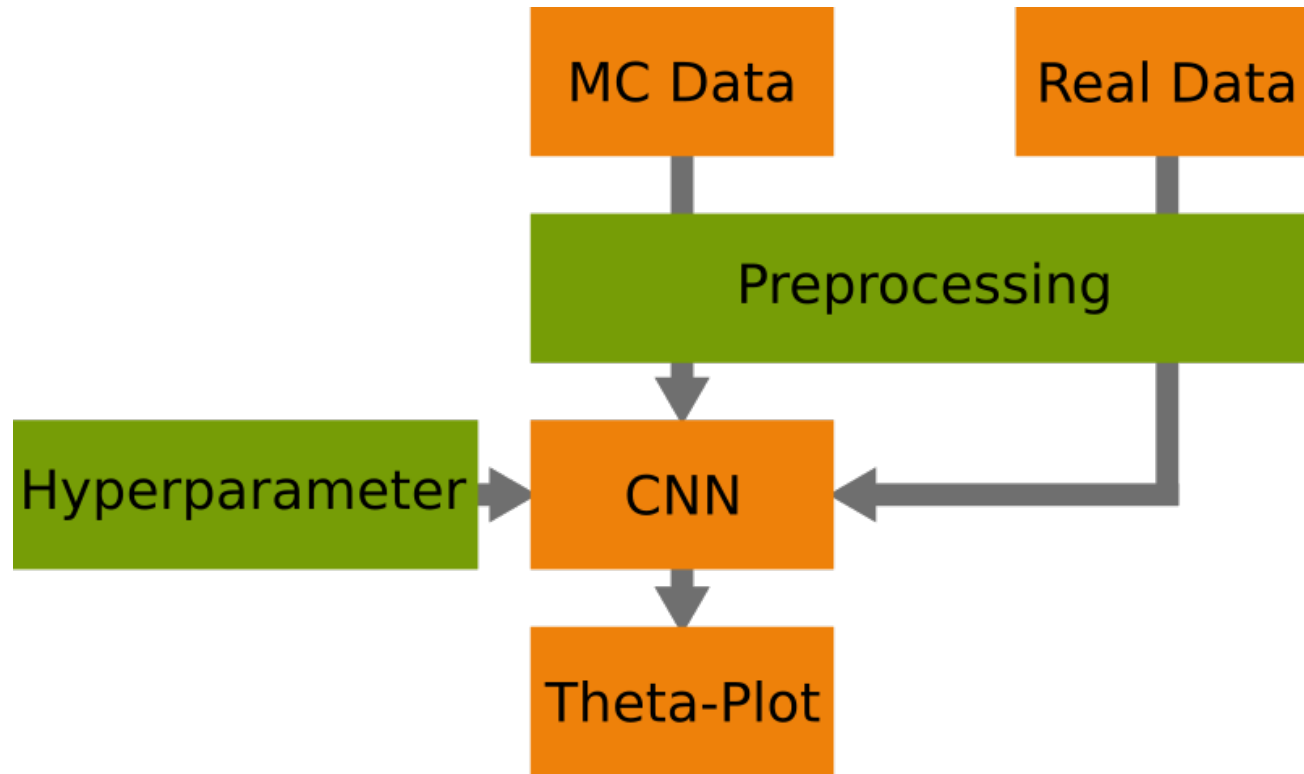 MC Data
Real Data
Preprocessing
Hyperparameter
CNN
Theta-Plot